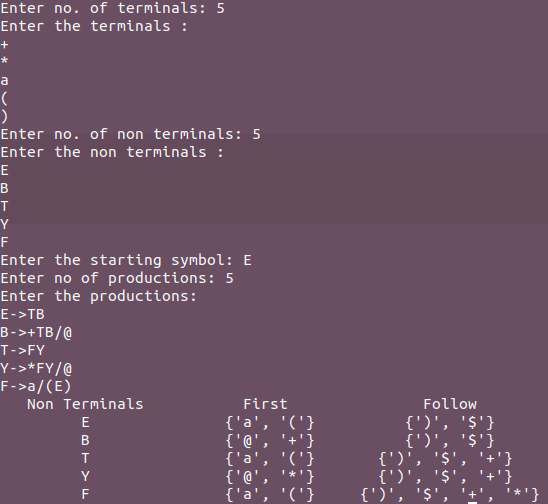 Enter no. of terminals: 5
Enter the terminals :
+
*
a
(
)
Enter no. of non terminals: 5
Enter the non terminals :
E
B
T
Y
F
Enter the starting symbol: E
Enter no of productions: 5
Enter the productions:
E->TB
B->+TB/@
T->FY
Y->*FY/@
F->a/(E)
Non Terminals First Follow
E {'a', '('} {')', '$'}
B {'@', '+'} {')', '$'}
T {'a', '('} {')', '$', '+'}
Y {'@', '*'} {')', '$', '+'}
F {'a', '('} {')', '$', '+', '*'}